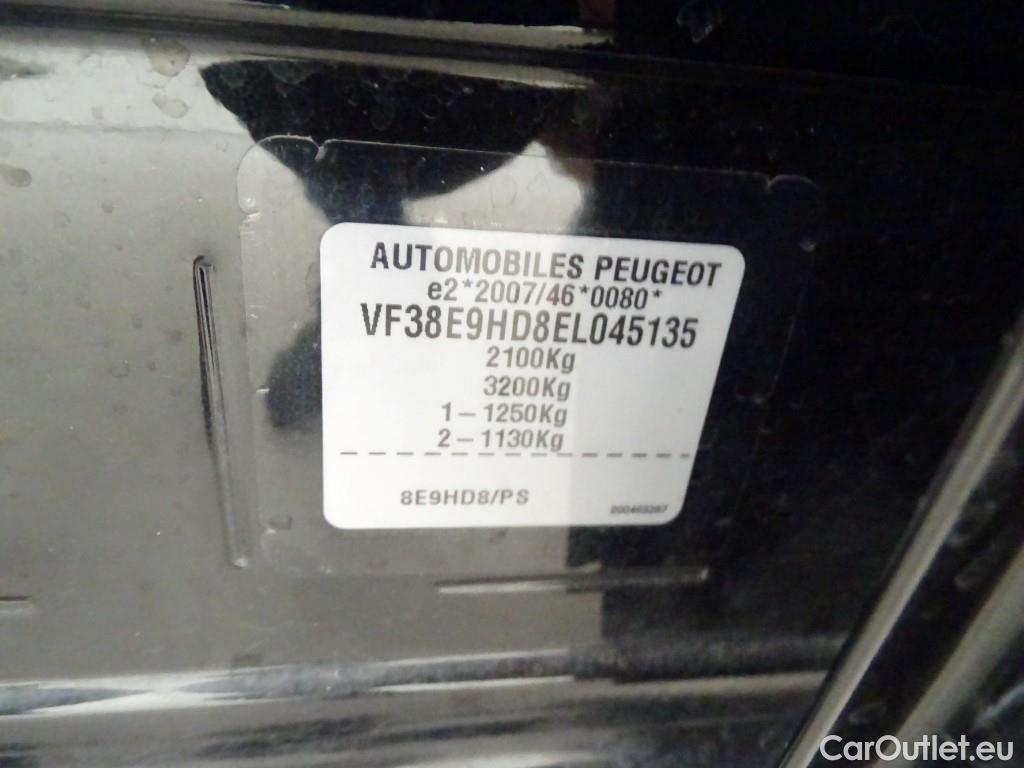 AUTOMOBILES PEUGEOT
e2*2007/46*0080*
VF38E9HD8EL045135
2100Kg
3200Kg
1 – 1250Kg
2 – 1130Kg
8E9HD8/PS
CarOutlet.eu